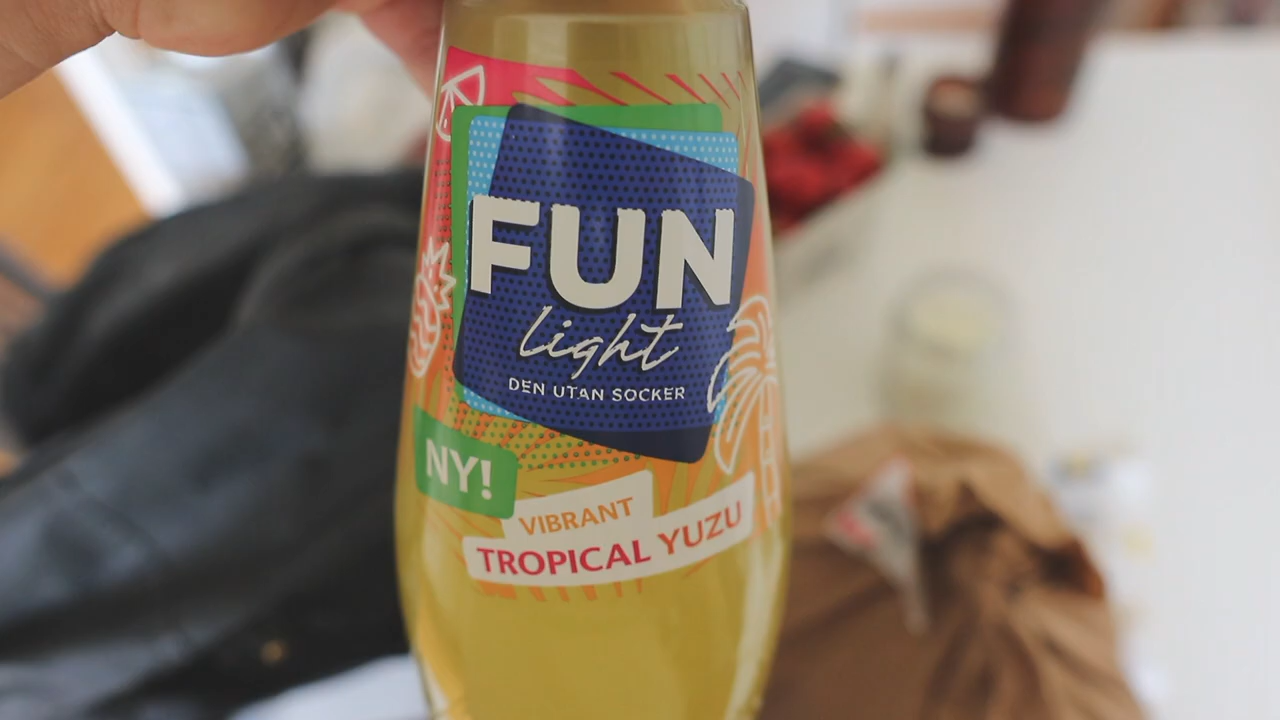 FUN
light
DEN UTAN SOCKER
NY!
VIBRANT
TROPICAL YUZU